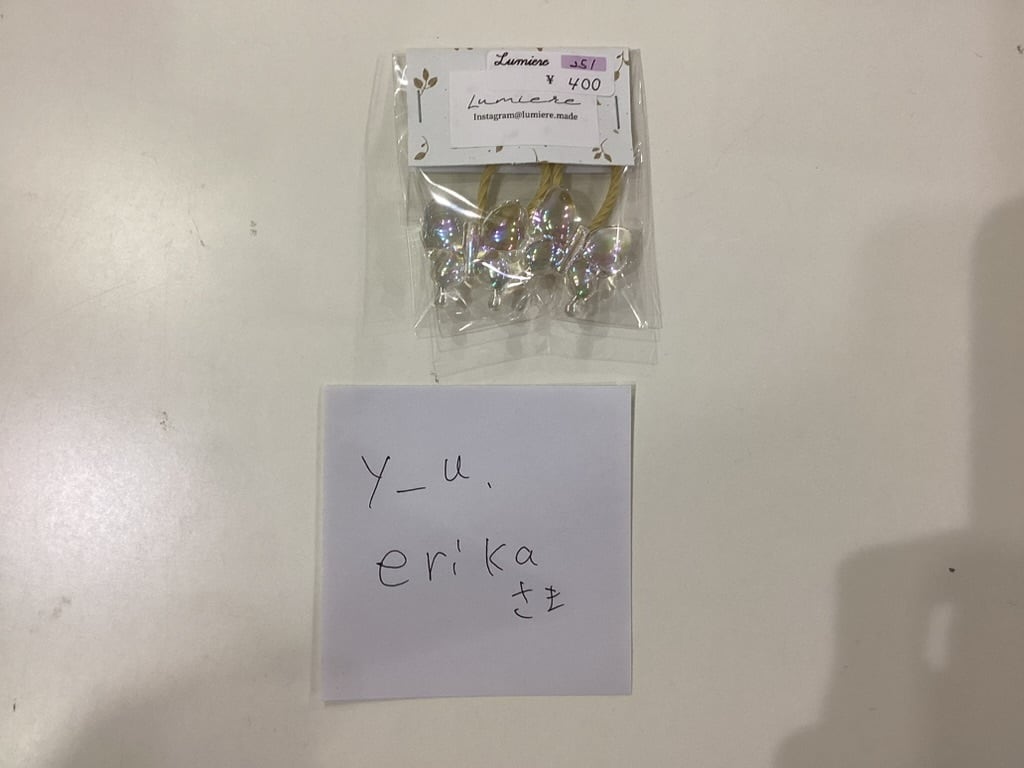 Lumiere 251
¥ 400
Lumiere
Instagram@lumiere.made
y_u.
erika
さま